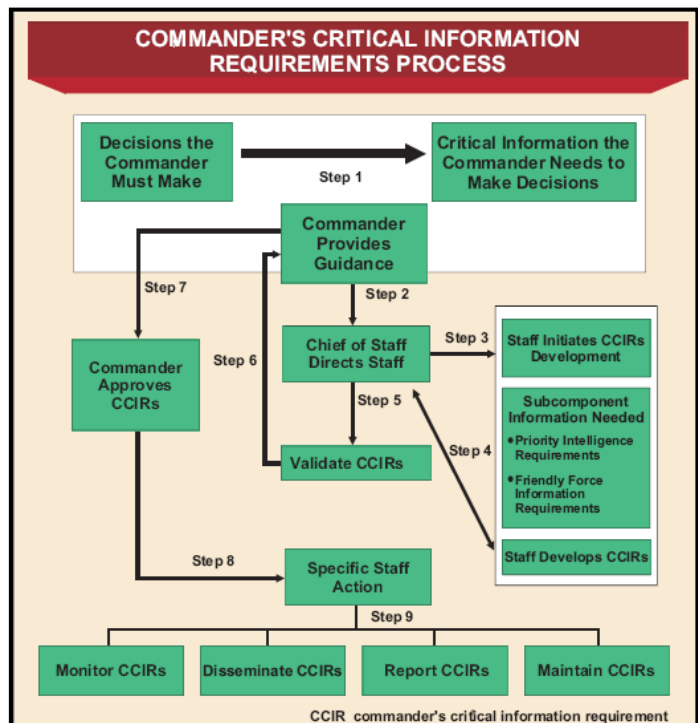 COMMANDER'S CRITICAL INFORMATION
REQUIREMENTS PROCESS
Decisions the
Commander
Must Make
Step 1
Critical Information the
Commander Needs to
Make Decisions
Commander
Provides
Guidance
Step 7
Step 2
Commander
Approves
CCIRs
Step 6
Chief of Staff
Directs Staff
Step 3
Staff Initiates CCIRs
Development
Step 5
Subcomponent
Information Needed
•Priority Intelligence
Requirements
•Friendly Force
Information
Requirements
Step 4
Validate CCIRs
Staff Develops CCIRs
Step 8
Specific Staff
Action
Step 9
Monitor CCIRs
Disseminate CCIRs
Report CCIRs
Maintain CCIRs
CCIR commander's critical information requirement